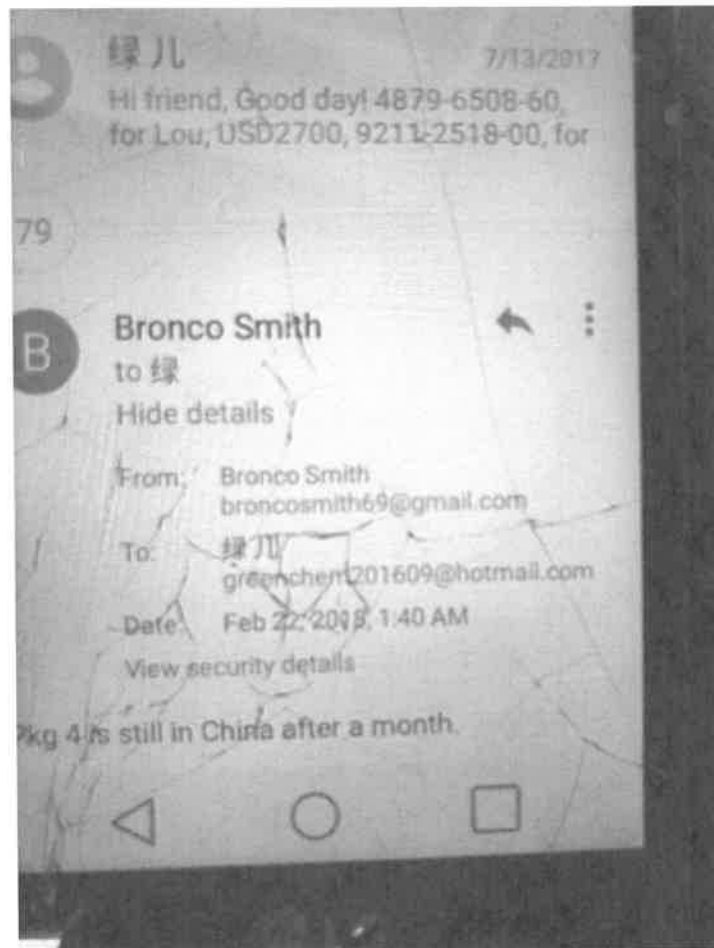 绿 儿
7/13/2017
Hi friend, Good day! 4879-6508-60,
for Lou, USD2700, 9211-2518-00, for
79
B
Bronco Smith
to 绿
Hide details
From: Bronco Smith
broncosmith69@gmail.com
To: 绿 儿
greenchem201609@hotmail.com
Date: Feb 22, 2018, 1:40 AM
View security details
kg 4 is still in China after a month.